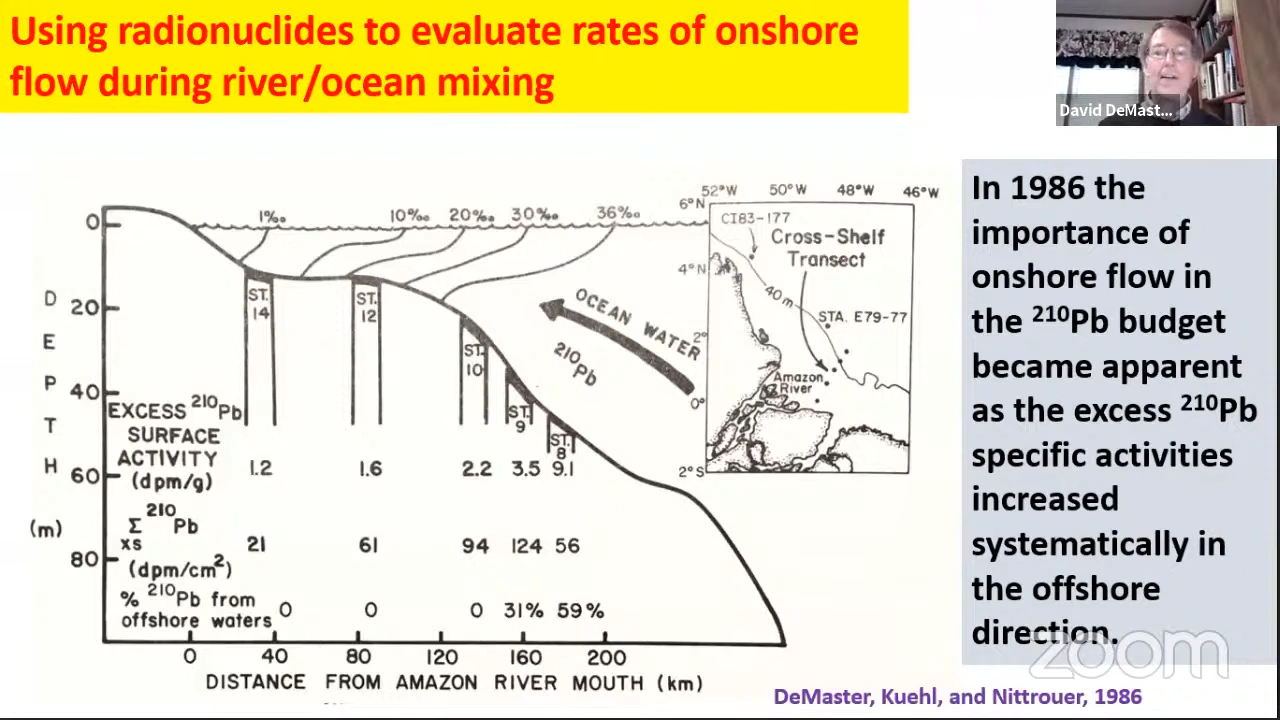 Using radionuclides to evaluate rates of onshore
flow during river/ocean mixing
David DeMast...
1‰ 10‰ 20‰ 30‰ 36‰
0
20
40
60
80
DEPTH
(m)
ST. 14
ST. 12
ST. 10
ST. 9
ST. 8
OCEAN WATER
²¹⁰Pb
EXCESS ²¹⁰Pb
SURFACE
ACTIVITY
(dpm/g)
1.2 1.6 2.2 3.5 9.1
Σ ²¹⁰Pb
xs
(dpm/cm²)
21 61 94 124 56
% ²¹⁰Pb from
offshore waters
0 0 0 31% 59%
0 40 80 120 160 200
DISTANCE FROM AMAZON RIVER MOUTH (km)
52°W 50°W 48°W 46°W
6°N
4°N
2°
0°
2°S
CI83-177
Cross-Shelf
Transect
40 m
STA. E79-77
Amazon
River
In 1986 the
importance of
onshore flow in
the ²¹⁰Pb budget
became apparent
as the excess ²¹⁰Pb
specific activities
increased
systematically in
the offshore
direction.
zoom
DeMaster, Kuehl, and Nittrouer, 1986